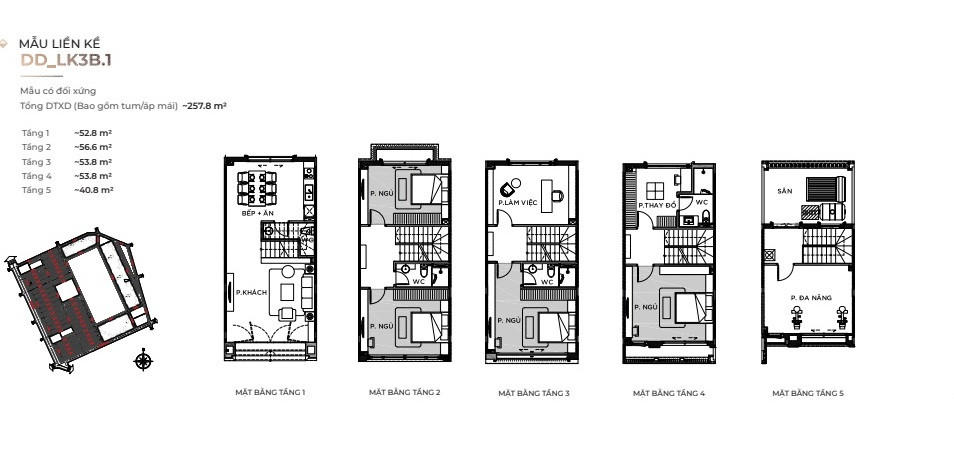 MẪU LIỀN KỀ
DD_LK3B.1
Mẫu có đối xứng
Tổng DTXD (Bao gồm tum/áp mái) ~257.8 m²
Tầng 1 ~52.8 m²
Tầng 2 ~56.6 m²
Tầng 3 ~53.8 m²
Tầng 4 ~53.8 m²
Tầng 5 ~40.8 m²
BẾP + ĂN
P.KHÁCH
MẶT BẰNG TẦNG 1
P. NGỦ
WC
P. NGỦ
MẶT BẰNG TẦNG 2
P.LÀM VIỆC
WC
P. NGỦ
MẶT BẰNG TẦNG 3
P.THAY ĐỒ
WC
P. NGỦ
MẶT BẰNG TẦNG 4
SÂN
P. ĐA NĂNG
MẶT BẰNG TẦNG 5